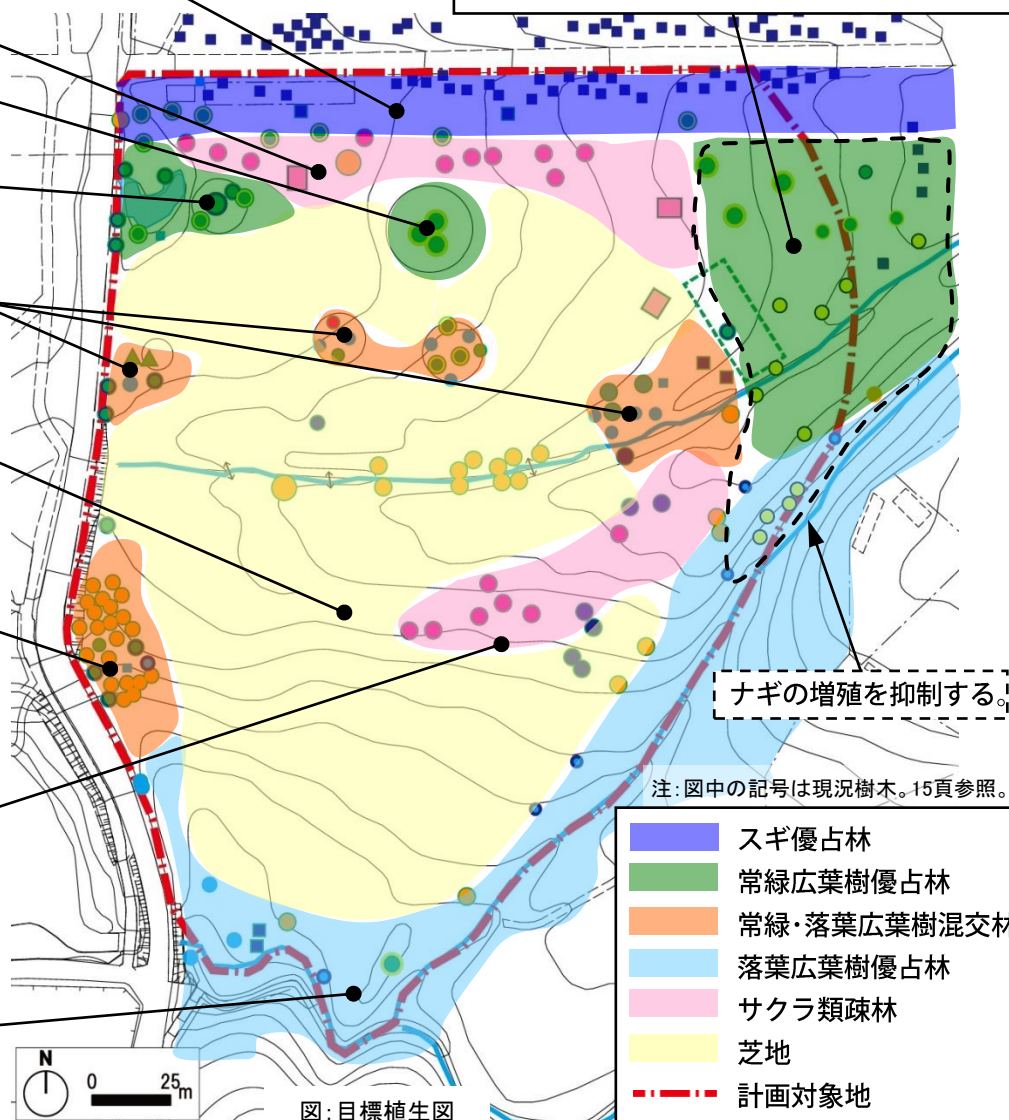 ナギの増殖を抑制する。
注:図中の記号は現況樹木。15頁参照。
スギ優占林
常緑広葉樹優占林
常緑・落葉広葉樹混交林
落葉広葉樹優占林
サクラ類疎林
芝地
計画対象地
N
0 25m
図:目標植生図